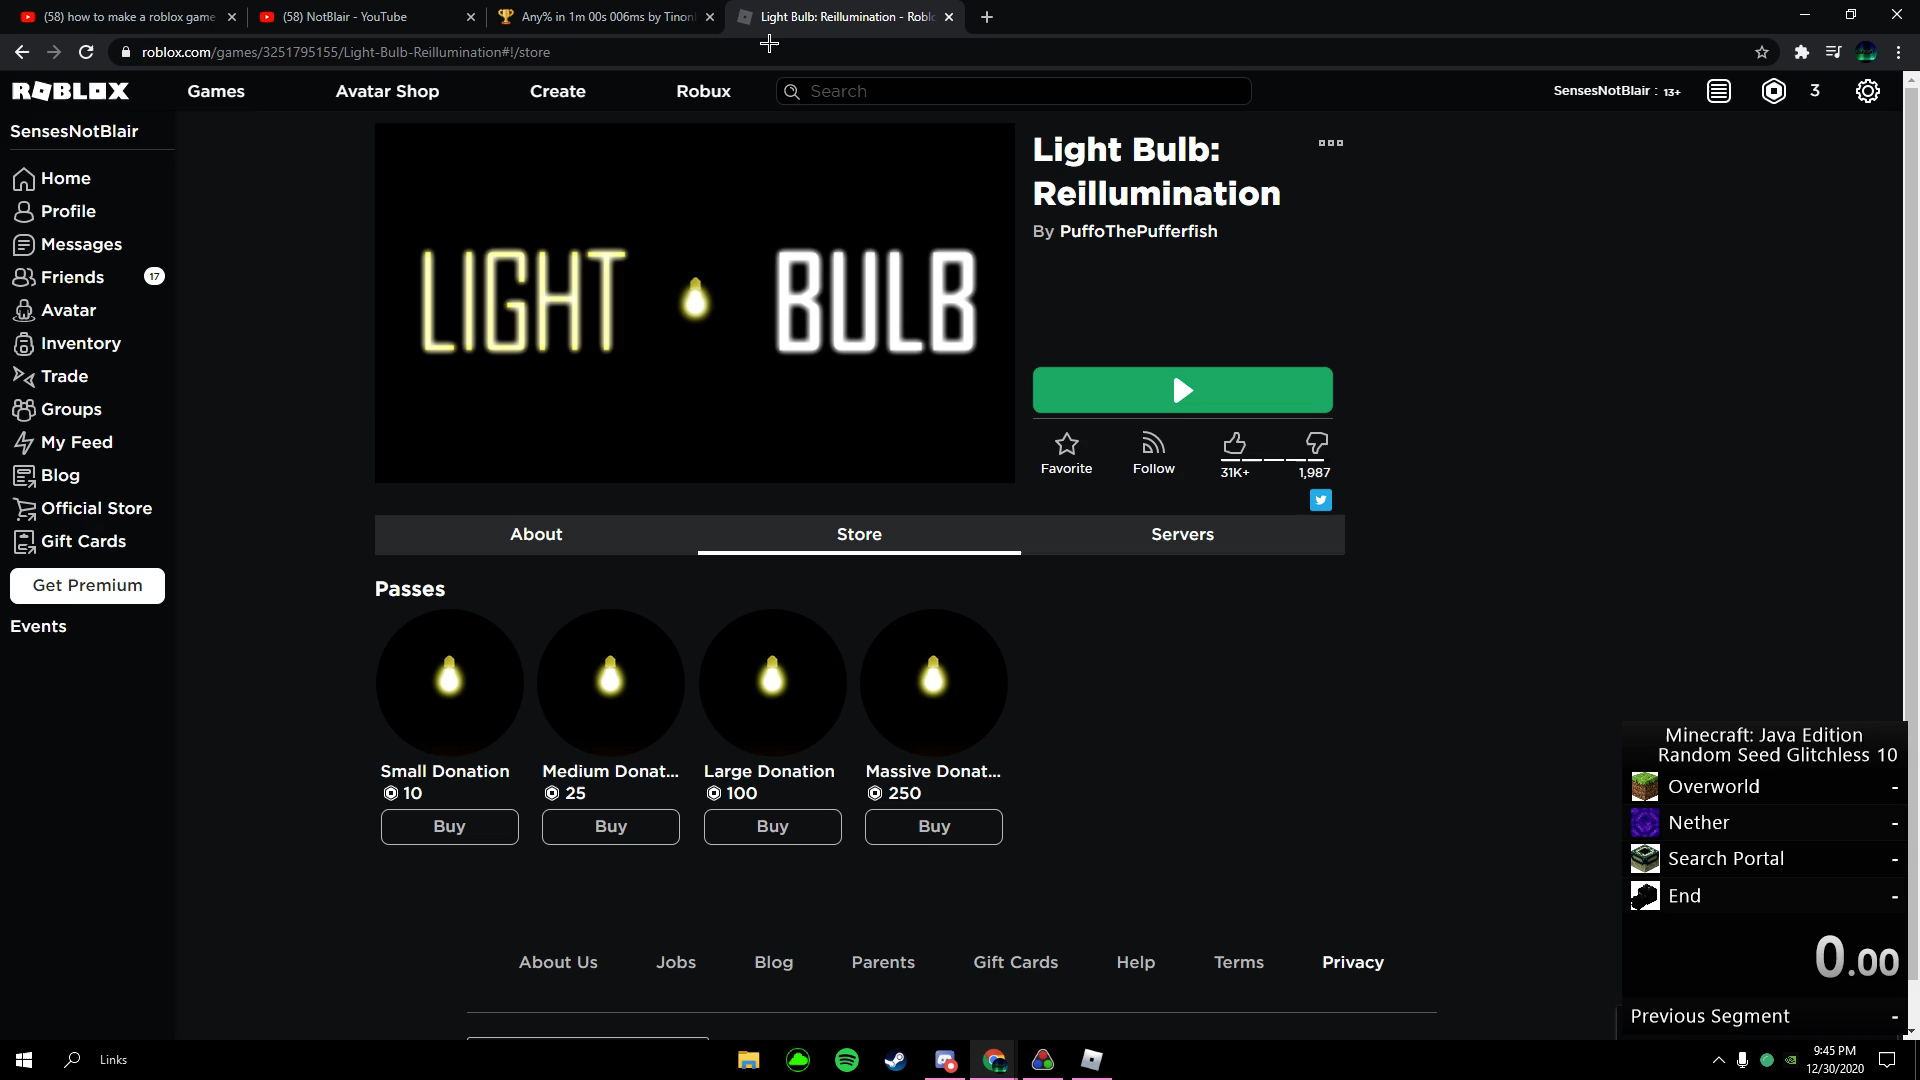 (58) how to make a roblox game
(58) NotBlair - YouTube
Any% in 1m 00s 006ms by Tinon
Light Bulb: Reillumination - Roblo
roblox.com/games/3251795155/Light-Bulb-Reillumination#!/store
ROBLOX
Games
Avatar Shop
Create
Robux
Search
SensesNotBlair : 13+
3
SensesNotBlair
Home
Profile
Messages
Friends 17
Avatar
Inventory
Trade
Groups
My Feed
Blog
Official Store
Gift Cards
Get Premium
Events
LIGHT BULB
Light Bulb:
Reillumination
By PuffoThePufferfish
Favorite
Follow
31K+
1,987
About
Store
Servers
Passes
Small Donation
10
Buy
Medium Donat...
25
Buy
Large Donation
100
Buy
Massive Donat...
250
Buy
About Us
Jobs
Blog
Parents
Gift Cards
Help
Terms
Privacy
Minecraft: Java Edition
Random Seed Glitchless 10
Overworld -
Nether -
Search Portal -
End -
0.00
Previous Segment -
Links
9:45 PM
12/30/2020